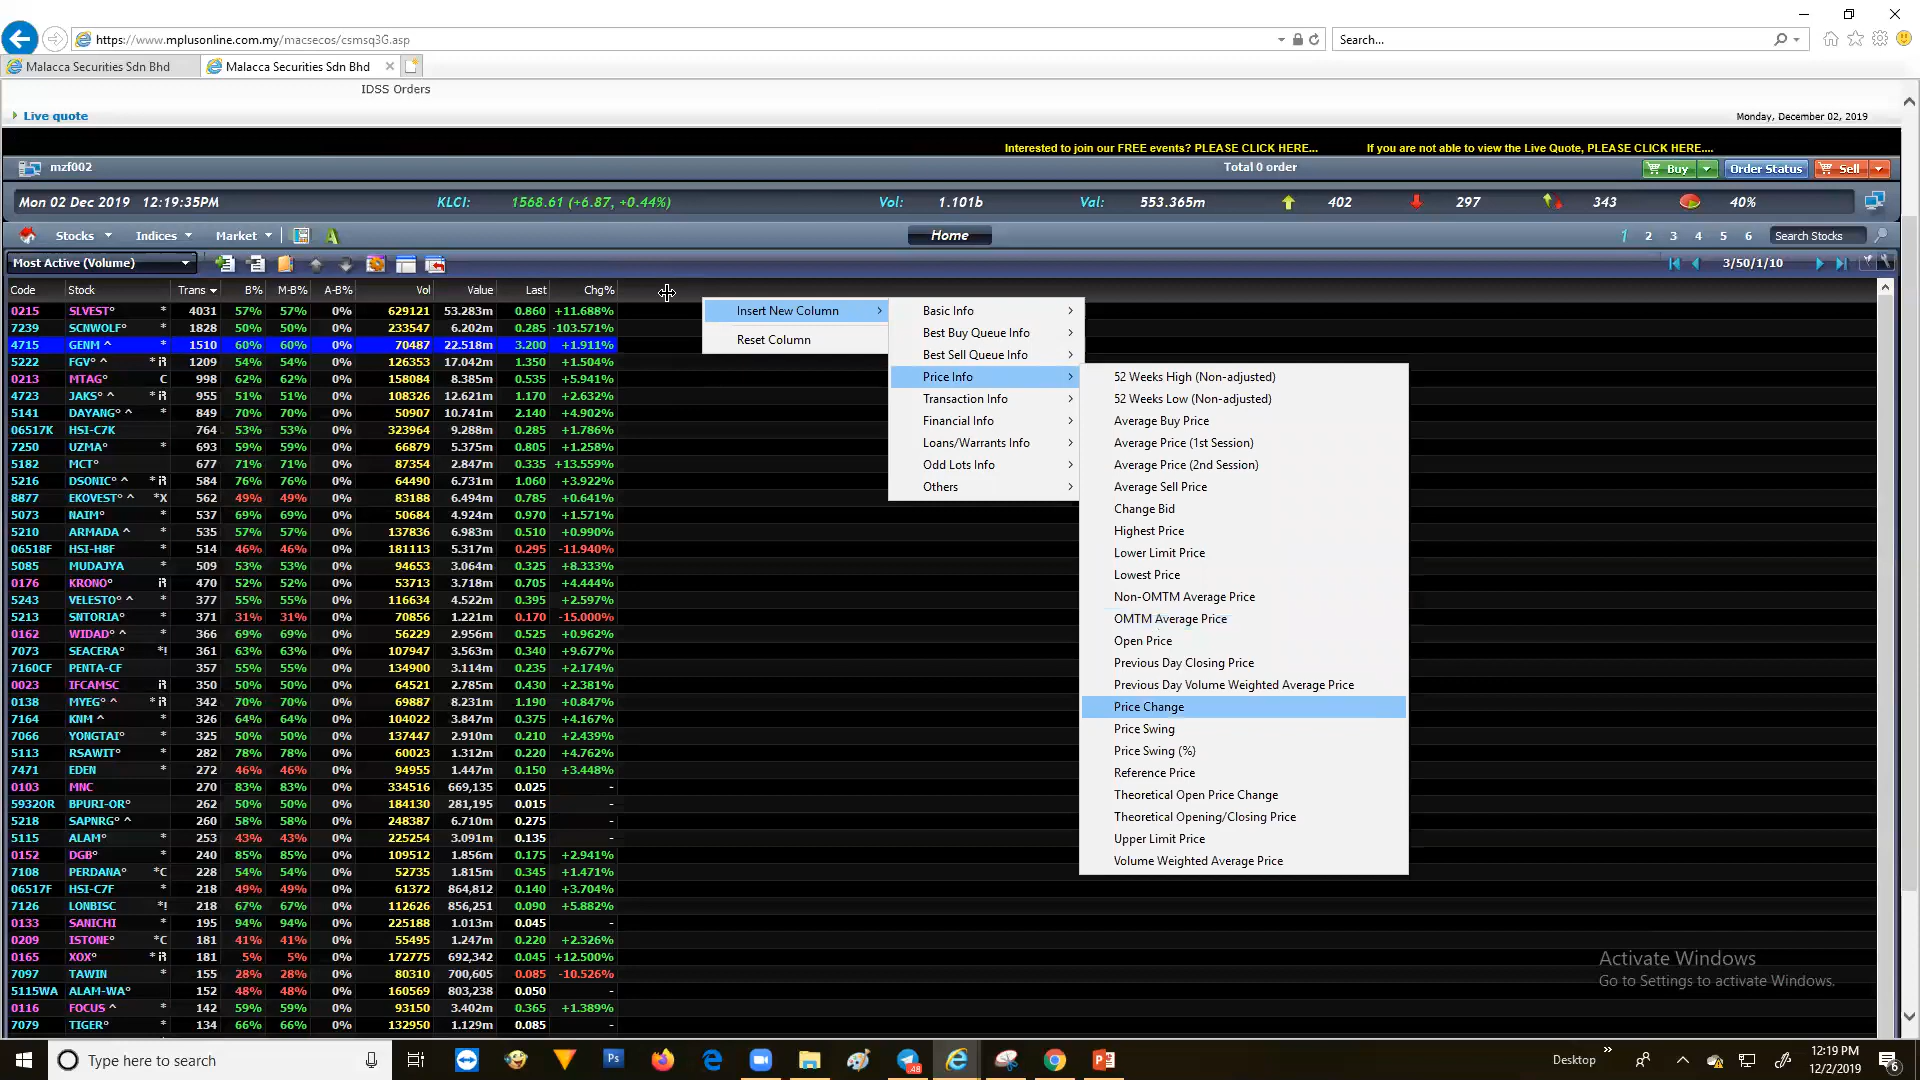 https://www.mplusonline.com.my/macsecos/csmsq3G.asp
Search...
Malacca Securities Sdn Bhd
Malacca Securities Sdn Bhd
IDSS Orders
Live quote
Monday, December 02, 2019
Interested to join our FREE events? PLEASE CLICK HERE... If you are not able to view the Live Quote, PLEASE CLICK HERE....
mzf002 Total 0 order Buy Order Status Sell
Mon 02 Dec 2019 12:19:35PM KLCI: 1568.61 (+6.87, +0.44%) Vol: 1.101b Val: 553.365m 402 297 343 40%
Stocks Indices Market Home 1 2 3 4 5 6 Search Stocks
Most Active (Volume) 3/50/1/10
Code Stock Trans B% M-B% A-B% Vol Value Last Chg%
0215 SLVEST° * 4031 57% 57% 0% 629121 53.283m 0.860 +11.688%
7239 SCNWOLF° * 1828 50% 50% 0% 233547 6.202m 0.285 -103.571%
4715 GENM ^ * 1510 60% 60% 0% 70487 22.518m 3.200 +1.911%
5222 FGV° ^ * iR 1209 54% 54% 0% 126353 17.042m 1.350 +1.504%
0213 MTAG° C 998 62% 62% 0% 158084 8.385m 0.535 +5.941%
4723 JAKS° ^ * iR 955 51% 51% 0% 108326 12.621m 1.170 +2.632%
5141 DAYANG° ^ * 849 70% 70% 0% 50907 10.741m 2.140 +4.902%
06517K HSI-C7K 764 53% 53% 0% 323964 9.288m 0.285 +1.786%
7250 UZMA° * 693 59% 59% 0% 66879 5.375m 0.805 +1.258%
5182 MCT° 677 71% 71% 0% 87354 2.847m 0.335 +13.559%
5216 DSONIC° ^ * iR 584 76% 76% 0% 64490 6.731m 1.060 +3.922%
8877 EKOVEST° ^ *X 562 49% 49% 0% 83188 6.494m 0.785 +0.641%
5073 NAIM° * 537 69% 69% 0% 50684 4.924m 0.970 +1.571%
5210 ARMADA ^ * 535 57% 57% 0% 137836 6.983m 0.510 +0.990%
06518F HSI-H8F * 514 46% 46% 0% 181113 5.317m 0.295 -11.940%
5085 MUDAJYA * 509 53% 53% 0% 94653 3.064m 0.325 +8.333%
0176 KRONO° iR 470 52% 52% 0% 53713 3.718m 0.705 +4.444%
5243 VELESTO° ^ * 377 55% 55% 0% 116634 4.522m 0.395 +2.597%
5213 SNTORIA° * 371 31% 31% 0% 70856 1.221m 0.170 -15.000%
0162 WIDAD° ^ * 366 69% 69% 0% 56229 2.956m 0.525 +0.962%
7073 SEACERA° *! 361 63% 63% 0% 107947 3.563m 0.340 +9.677%
7160CF PENTA-CF 357 55% 55% 0% 134900 3.114m 0.235 +2.174%
0023 IFCAMSC iR 350 50% 50% 0% 64521 2.785m 0.430 +2.381%
0138 MYEG° ^ * iR 342 70% 70% 0% 69887 8.231m 1.190 +0.847%
7164 KNM ^ * 326 64% 64% 0% 104022 3.847m 0.375 +4.167%
7066 YONGTAI° * 325 50% 50% 0% 137447 2.910m 0.210 +2.439%
5113 RSAWIT° * 282 78% 78% 0% 60023 1.312m 0.220 +4.762%
7471 EDEN * 272 46% 46% 0% 94955 1.447m 0.150 +3.448%
0103 MNC 270 83% 83% 0% 334516 669,135 0.025 -
5932OR BPURI-OR° 262 50% 50% 0% 184130 281,195 0.015 -
5218 SAPNRG° ^ * 260 58% 58% 0% 248387 6.710m 0.275 -
5115 ALAM° * 253 43% 43% 0% 225254 3.091m 0.135 -
0152 DGB° * 240 85% 85% 0% 109512 1.856m 0.175 +2.941%
7108 PERDANA° *C 228 54% 54% 0% 52735 1.815m 0.345 +1.471%
06517F HSI-C7F * 218 49% 49% 0% 61372 864,812 0.140 +3.704%
7126 LONBISC *! 218 67% 67% 0% 112626 856,251 0.090 +5.882%
0133 SANICHI * 195 94% 94% 0% 225188 1.013m 0.045 -
0209 ISTONE° *C 181 41% 41% 0% 55495 1.247m 0.220 +2.326%
0165 XOX° * iR 181 5% 5% 0% 172775 692,342 0.045 +12.500%
7097 TAWIN * 155 28% 28% 0% 80310 700,605 0.085 -10.526%
5115WA ALAM-WA° 152 48% 48% 0% 160569 803,238 0.050 -
0116 FOCUS ^ * 142 59% 59% 0% 93150 3.402m 0.365 +1.389%
7079 TIGER° * 134 66% 66% 0% 132950 1.129m 0.085 -
Insert New Column
Reset Column
Basic Info
Best Buy Queue Info
Best Sell Queue Info
Price Info
Transaction Info
Financial Info
Loans/Warrants Info
Odd Lots Info
Others
52 Weeks High (Non-adjusted)
52 Weeks Low (Non-adjusted)
Average Buy Price
Average Price (1st Session)
Average Price (2nd Session)
Average Sell Price
Change Bid
Highest Price
Lower Limit Price
Lowest Price
Non-OMTM Average Price
OMTM Average Price
Open Price
Previous Day Closing Price
Previous Day Volume Weighted Average Price
Price Change
Price Swing
Price Swing (%)
Reference Price
Theoretical Open Price Change
Theoretical Opening/Closing Price
Upper Limit Price
Volume Weighted Average Price
Activate Windows
Go to Settings to activate Windows.
Type here to search
Ps
48
Desktop
12:19 PM
12/2/2019
6